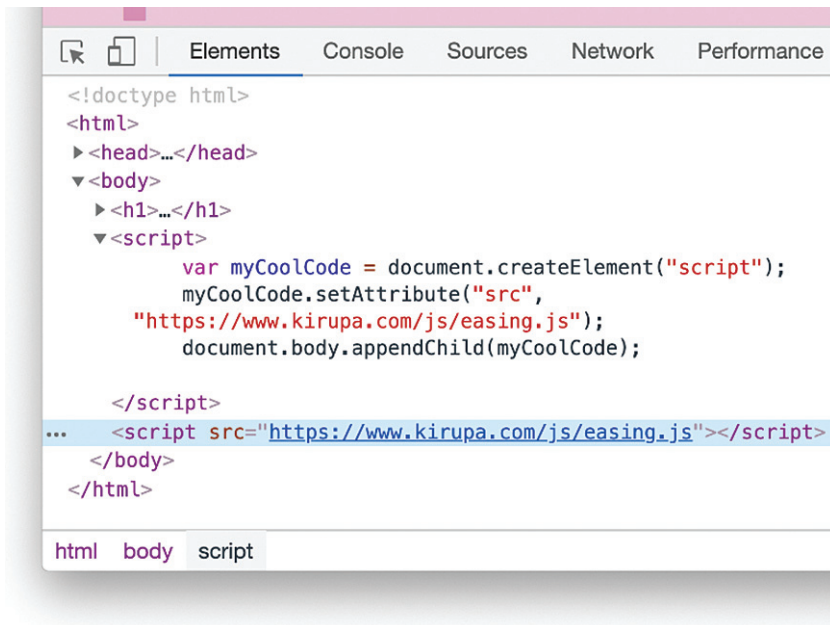 Elements Console Sources Network Performance
<!doctype html>
<html>
<head>…</head>
<body>
<h1>…</h1>
<script>
var myCoolCode = document.createElement("script");
myCoolCode.setAttribute("src",
"https://www.kirupa.com/js/easing.js");
document.body.appendChild(myCoolCode);
</script>
<script src="https://www.kirupa.com/js/easing.js"></script>
</body>
</html>
html body script